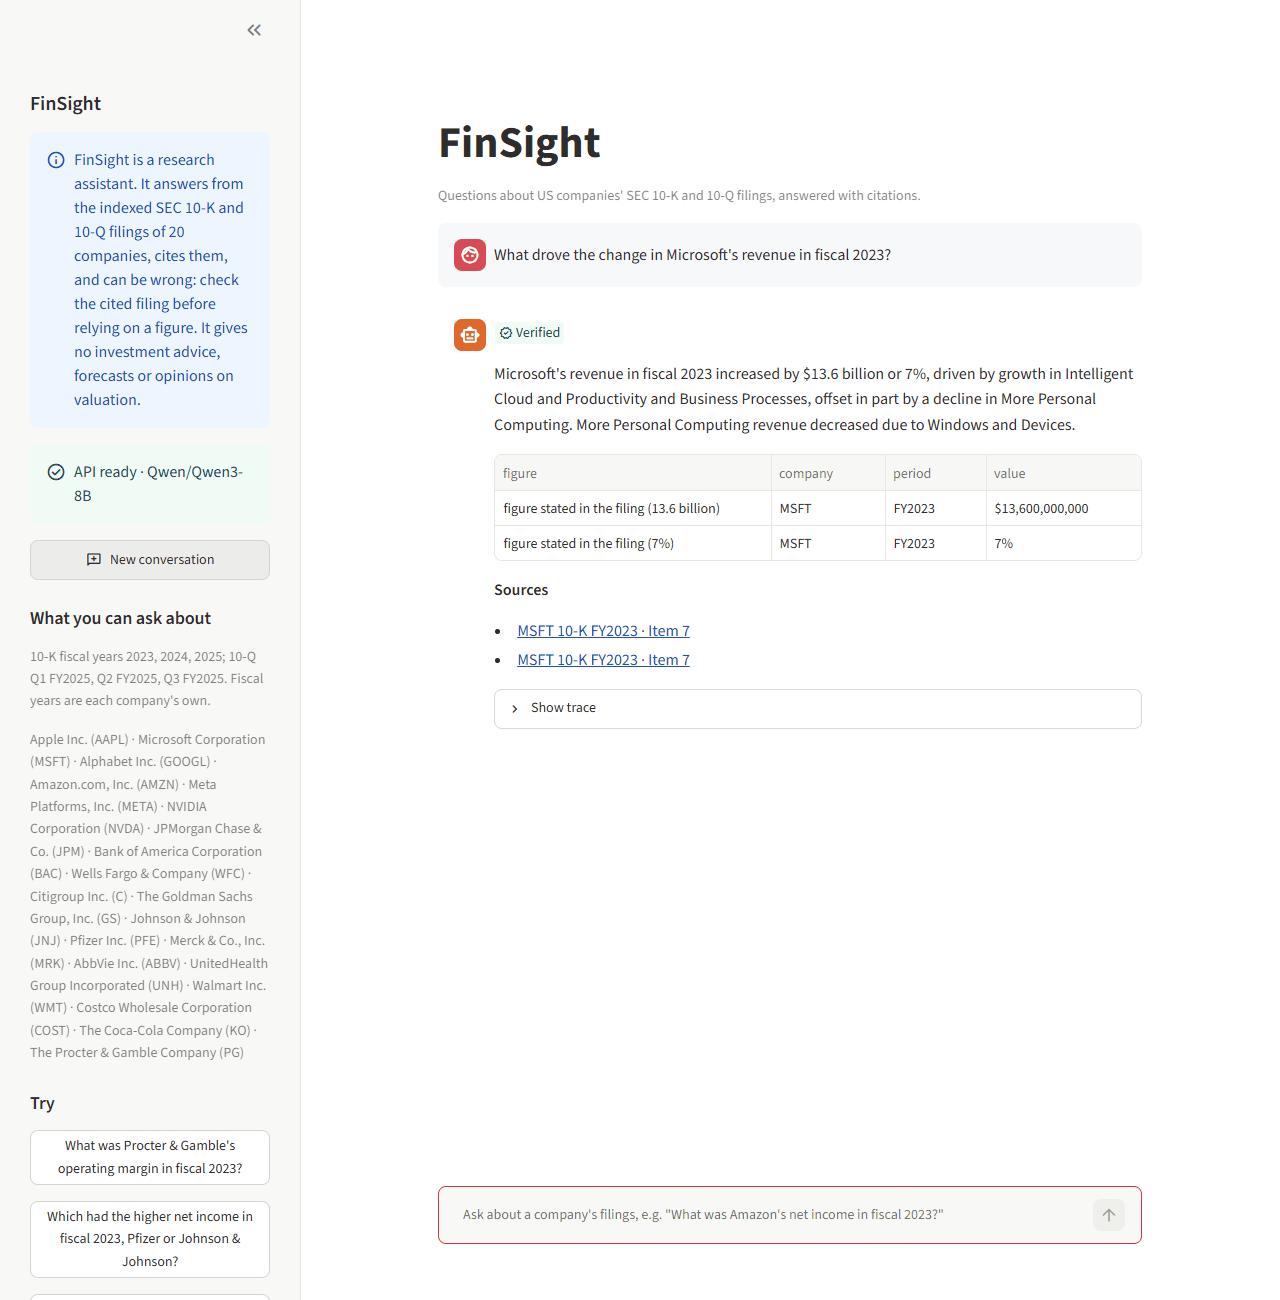 FinSight
FinSight is a research
assistant. It answers from
the indexed SEC 10-K and
10-Q filings of 20
companies, cites them,
and can be wrong: check
the cited filing before
relying on a figure. It gives
no investment advice,
forecasts or opinions on
valuation.
API ready · Qwen/Qwen3-
8B
New conversation
What you can ask about
10-K fiscal years 2023, 2024, 2025; 10-Q
Q1 FY2025, Q2 FY2025, Q3 FY2025. Fiscal
years are each company's own.
Apple Inc. (AAPL) · Microsoft Corporation
(MSFT) · Alphabet Inc. (GOOGL) ·
Amazon.com, Inc. (AMZN) · Meta
Platforms, Inc. (META) · NVIDIA
Corporation (NVDA) · JPMorgan Chase &
Co. (JPM) · Bank of America Corporation
(BAC) · Wells Fargo & Company (WFC) ·
Citigroup Inc. (C) · The Goldman Sachs
Group, Inc. (GS) · Johnson & Johnson
(JNJ) · Pfizer Inc. (PFE) · Merck & Co., Inc.
(MRK) · AbbVie Inc. (ABBV) · UnitedHealth
Group Incorporated (UNH) · Walmart Inc.
(WMT) · Costco Wholesale Corporation
(COST) · The Coca-Cola Company (KO) ·
The Procter & Gamble Company (PG)
Try
What was Procter & Gamble's
operating margin in fiscal 2023?
Which had the higher net income in
fiscal 2023, Pfizer or Johnson &
Johnson?
FinSight
Questions about US companies' SEC 10-K and 10-Q filings, answered with citations.
What drove the change in Microsoft's revenue in fiscal 2023?
Verified
Microsoft's revenue in fiscal 2023 increased by $13.6 billion or 7%, driven by growth in Intelligent
Cloud and Productivity and Business Processes, offset in part by a decline in More Personal
Computing. More Personal Computing revenue decreased due to Windows and Devices.
figure company period value
figure stated in the filing (13.6 billion) MSFT FY2023 $13,600,000,000
figure stated in the filing (7%) MSFT FY2023 7%
Sources
MSFT 10-K FY2023 · Item 7
MSFT 10-K FY2023 · Item 7
Show trace
Ask about a company's filings, e.g. "What was Amazon's net income in fiscal 2023?"